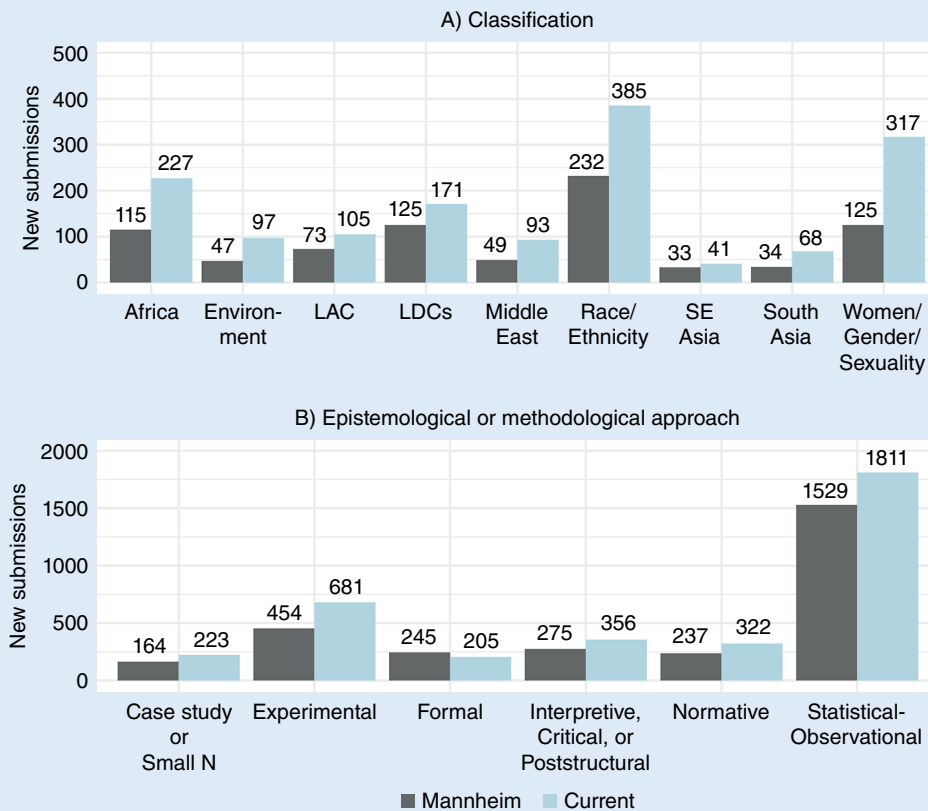 A) Classification
New submissions
500
400
300
200
100
0
115
227
47
97
73
105
125
171
49
93
232
385
33
41
34
68
125
317
Africa
Environ-
ment
LAC
LDCs
Middle
East
Race/
Ethnicity
SE
Asia
South
Asia
Women/
Gender/
Sexuality
B) Epistemological or methodological approach
New submissions
2000
1500
1000
500
0
164
223
454
681
245
205
275
356
237
322
1529
1811
Case study
or
Small N
Experimental
Formal
Interpretive,
Critical, or
Poststructural
Normative
Statistical-
Observational
Mannheim
Current